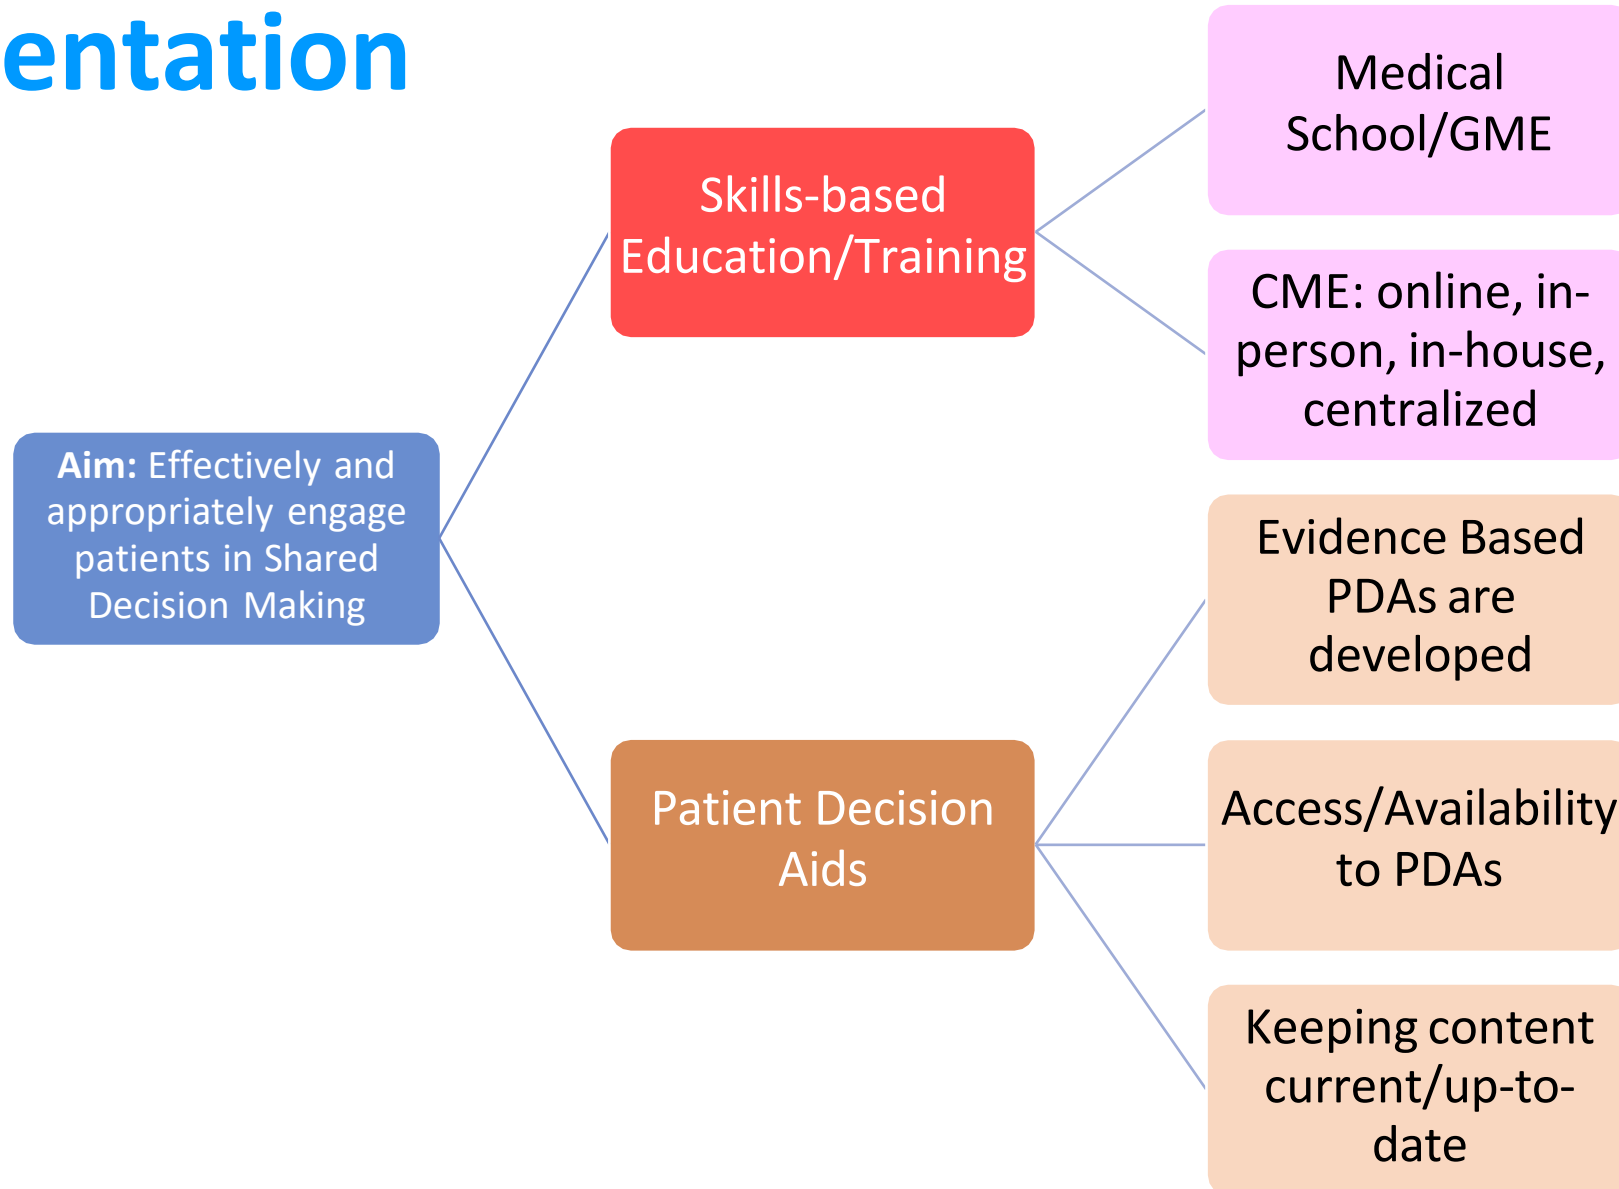 entation
Medical
School/GME
Skills-based
Education/Training
CME: online, in-
person, in-house,
centralized
Aim: Effectively and
appropriately engage
patients in Shared
Decision Making
Evidence Based
PDAs are
developed
Patient Decision
Aids
Access/Availability
to PDAs
Keeping content
current/up-to-
date